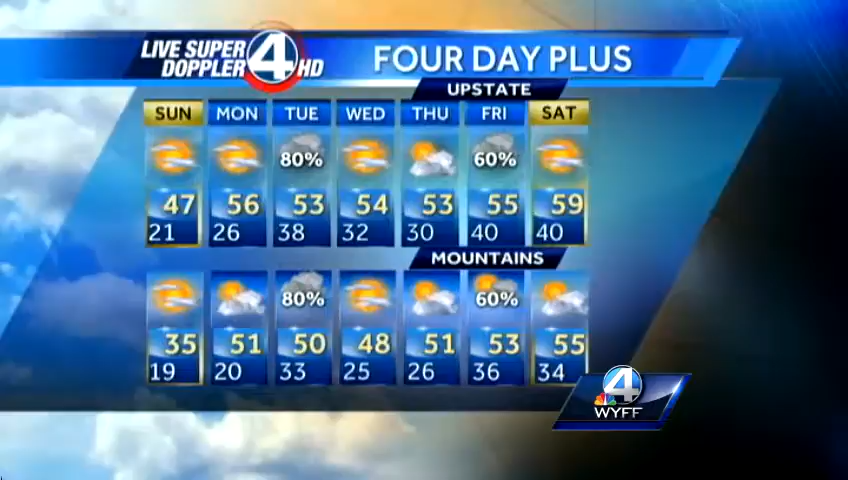 LIVE SUPER DOPPLER 4 HD
FOUR DAY PLUS
UPSTATE
SUN MON TUE WED THU FRI SAT
80% 60%
47 56 53 54 53 55 59
21 26 38 32 30 40 40
MOUNTAINS
80% 60%
35 51 50 48 51 53 55
19 20 33 25 26 36 34
4
WYFF